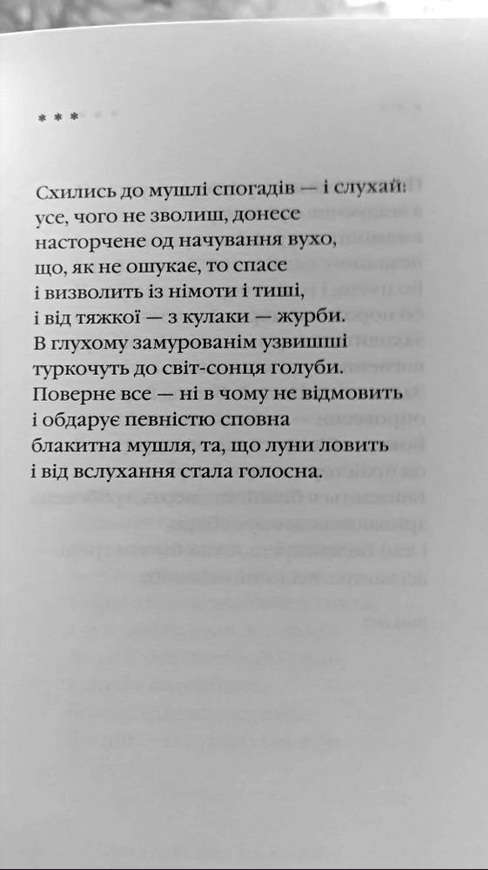 * * *
Схились до мушлі спогадів — і слухай:
усе, чого не зволиш, донесе
насторчене од начування вухо,
що, як не ошукає, то спасе
і визволить із німоти і тиші,
і від тяжкої — з кулаки — журби.
В глухому замурованім узвишші
туркочуть до світ-сонця голуби.
Поверне все — ні в чому не відмовить
і обдарує певністю сповна
блакитна мушля, та, що луни ловить
і від вслухання стала голосна.